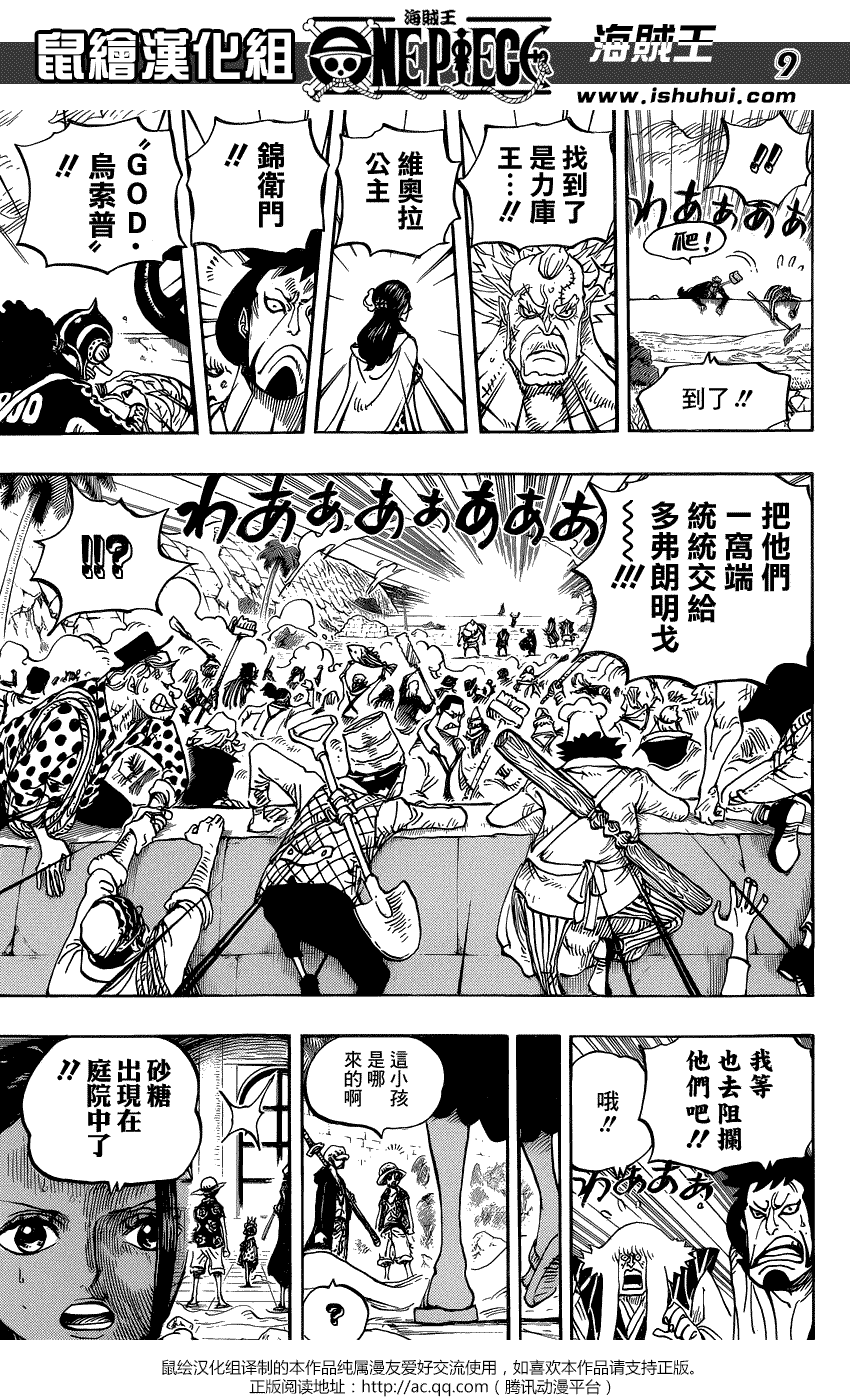 鼠繪漢化組
海賊王
ONE PIECE
海賊王
9
www.ishuhui.com
!!
わあぁぁぁぁ
爬!
到了!!
找到了
是力庫
王…!!
維奧拉
公主
錦衛門
!!
“GOD·
烏索普”
!!
把他們
一窩端
統統交給
多弗朗明戈
~~~!!!
わあぁぁあぁあぁぁ
!!?
我等
也去阻攔
他們吧!!
哦!!
わあぁぁぁ
這小孩
是哪
來的啊
?
砂糖
出現在
庭院中了
!!
鼠绘汉化组译制的本作品纯属漫友爱好交流使用，如喜欢本作品请支持正版。
正版阅读地址：http://ac.qq.com（腾讯动漫平台）